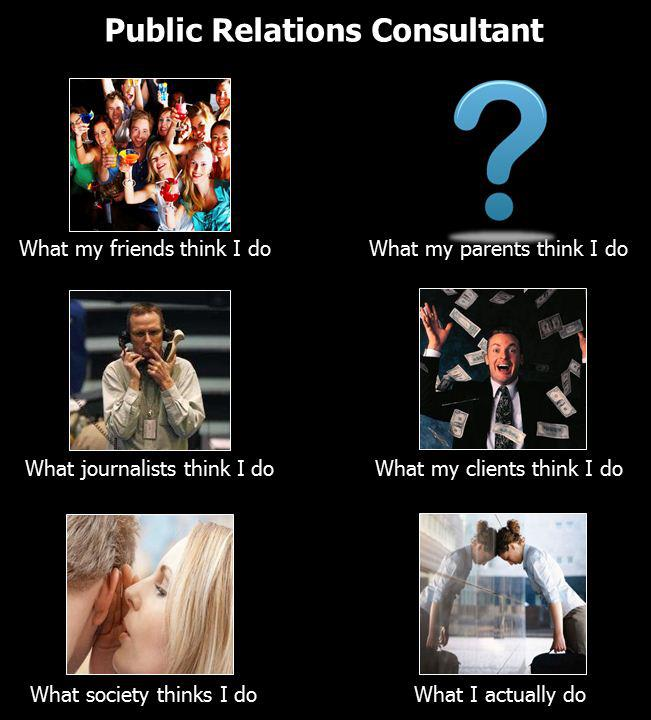 Public Relations Consultant
What my friends think I do
What my parents think I do
What journalists think I do
What my clients think I do
What society thinks I do
What I actually do